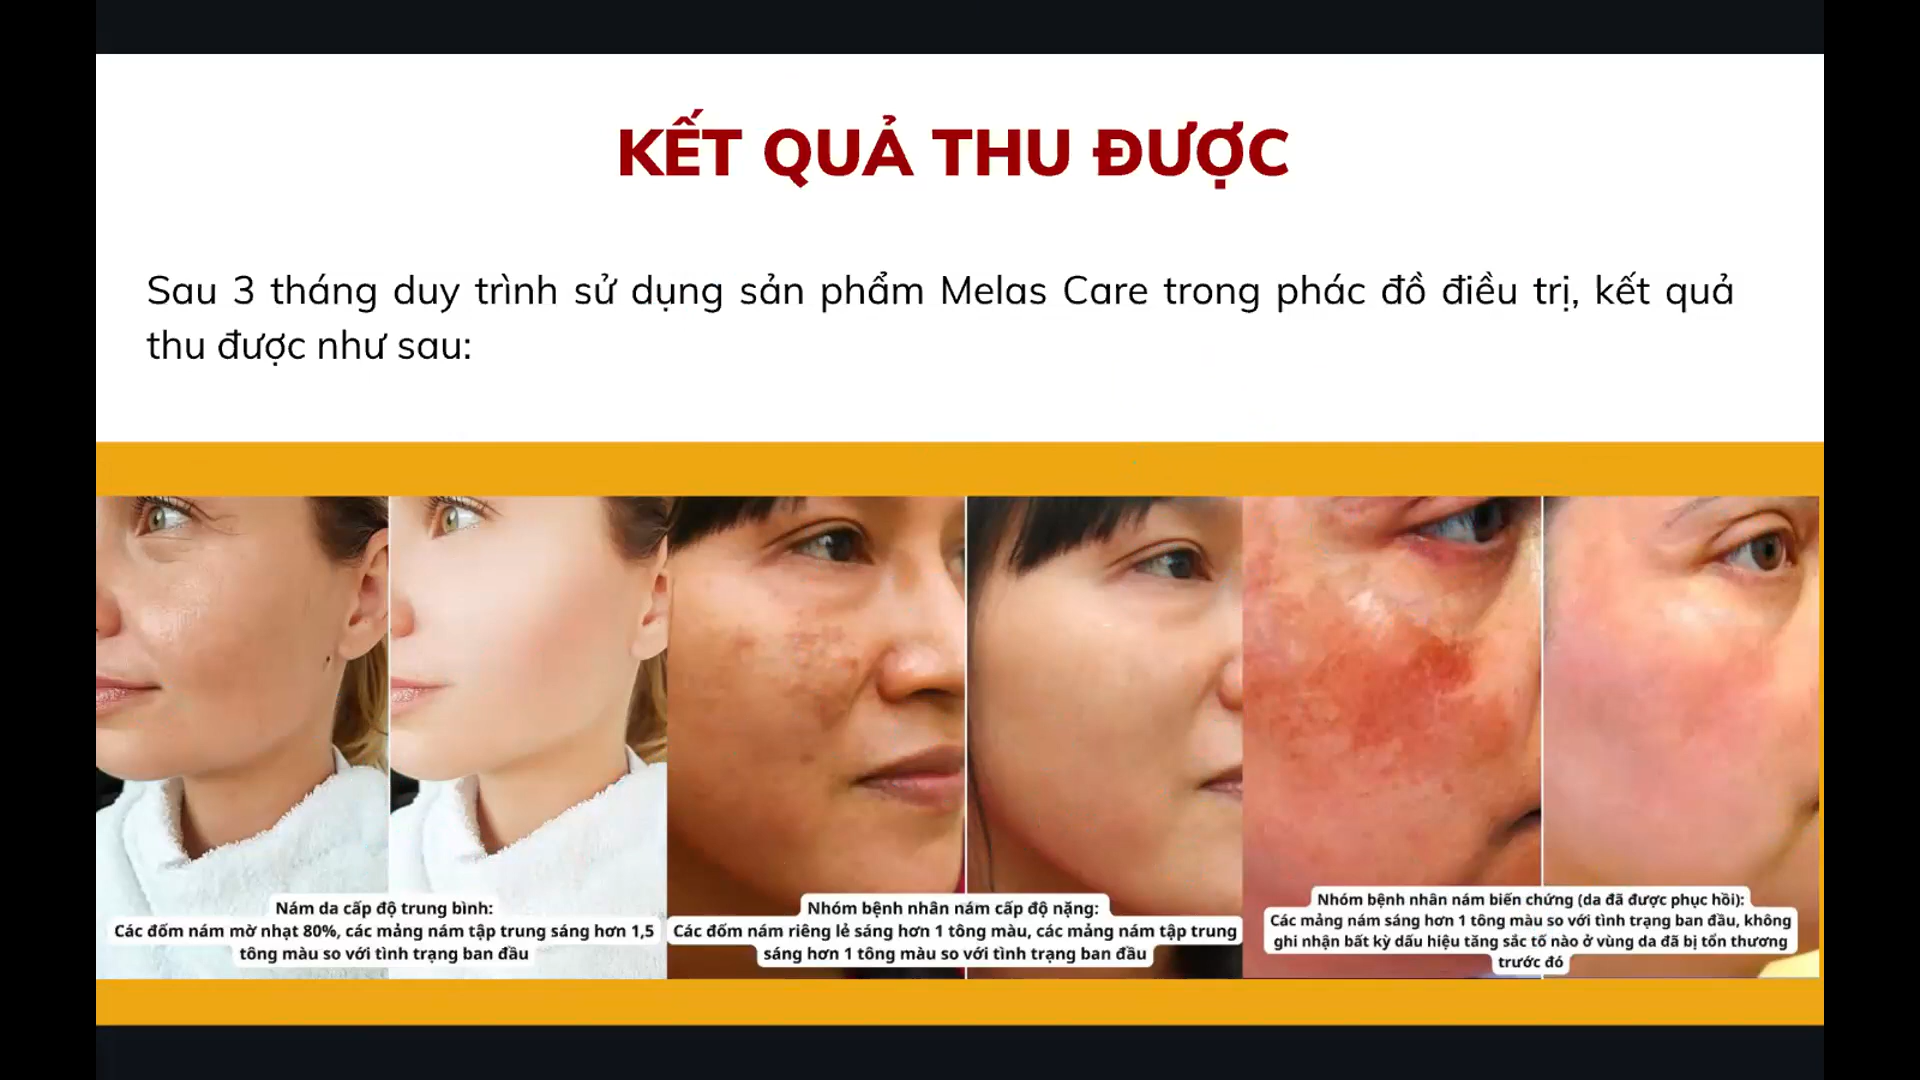 KẾT QUẢ THU ĐƯỢC
Sau 3 tháng duy trì sử dụng sản phẩm Melas Care trong phác đồ điều trị, kết quả
thu được như sau:
Nám da cấp độ trung bình:
Các đốm nám mờ nhạt 80%, các mảng nám tập trung sáng hơn 1,5
tông màu so với tình trạng ban đầu
Nhóm bệnh nhân nám cấp độ nặng:
Các đốm nám riêng lẻ sáng hơn 1 tông màu, các mảng nám tập trung
sáng hơn 1 tông màu so với tình trạng ban đầu
Nhóm bệnh nhân nám biến chứng (da đã được phục hồi):
Các mảng nám sáng hơn 1 tông màu so với tình trạng ban đầu, không
ghi nhận bất kỳ dấu hiệu tăng sắc tố nào ở vùng da đã bị tổn thương
trước đó